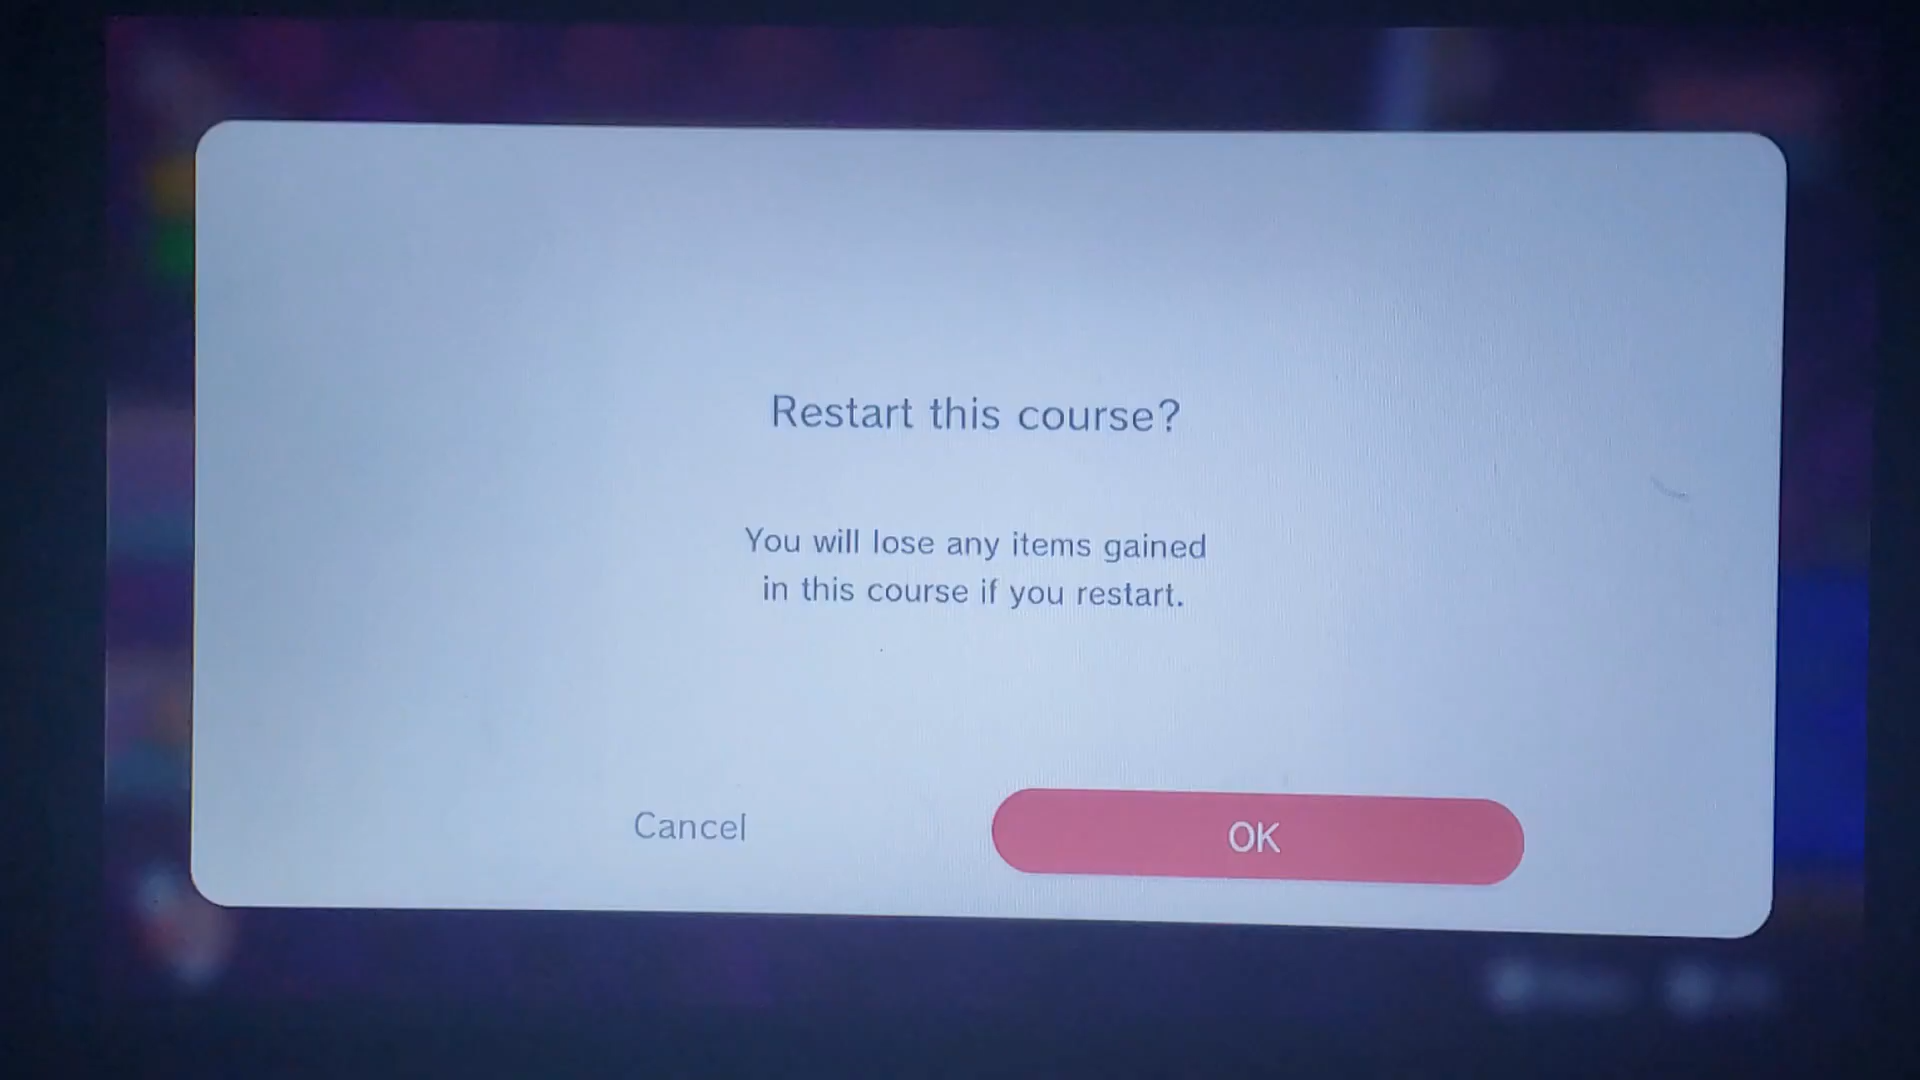 Restart this course?
You will lose any items gained
in this course if you restart.
Cancel
OK